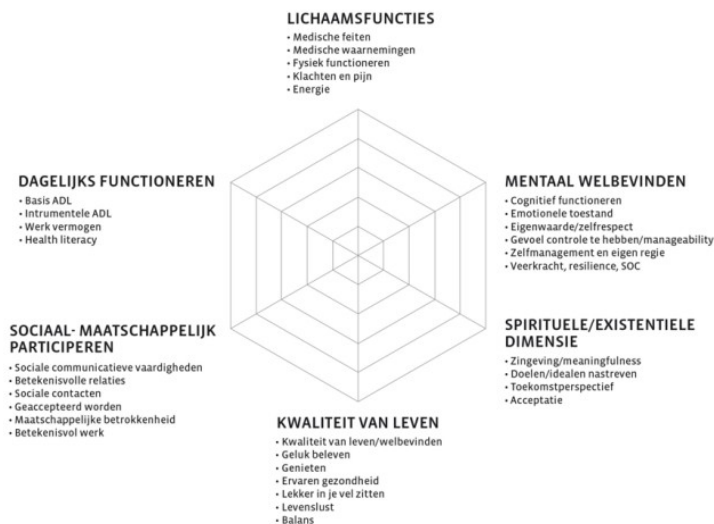 LICHAAMSFUNCTIES
• Medische feiten
• Medische waarnemingen
• Fysiek functioneren
• Klachten en pijn
• Energie
DAGELIJKS FUNCTIONEREN
• Basis ADL
• Intrumentele ADL
• Werk vermogen
• Health literacy
MENTAAL WELBEVINDEN
• Cognitief functioneren
• Emotionele toestand
• Eigenwaarde/zelfrespect
• Gevoel controle te hebben/manageability
• Zelfmanagement en eigen regie
• Veerkracht, resilience, SOC
SOCIAAL- MAATSCHAPPELIJK
PARTICIPEREN
• Sociale communicatieve vaardigheden
• Betekenisvolle relaties
• Sociale contacten
• Geaccepteerd worden
• Maatschappelijke betrokkenheid
• Betekenisvol werk
SPIRITUELE/EXISTENTIELE
DIMENSIE
• Zingeving/meaningfulness
• Doelen/idealen nastreven
• Toekomstperspectief
• Acceptatie
KWALITEIT VAN LEVEN
• Kwaliteit van leven/welbevinden
• Geluk beleven
• Genieten
• Ervaren gezondheid
• Lekker in je vel zitten
• Levenslust
• Balans